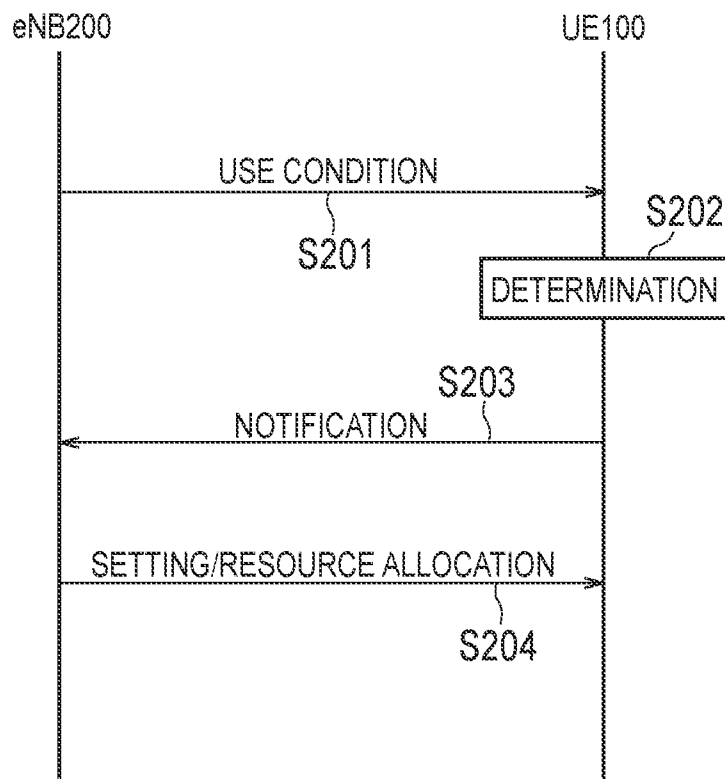 eNB200
UE100
USE CONDITION
S201
S202
DETERMINATION
S203
NOTIFICATION
SETTING/RESOURCE ALLOCATION
S204